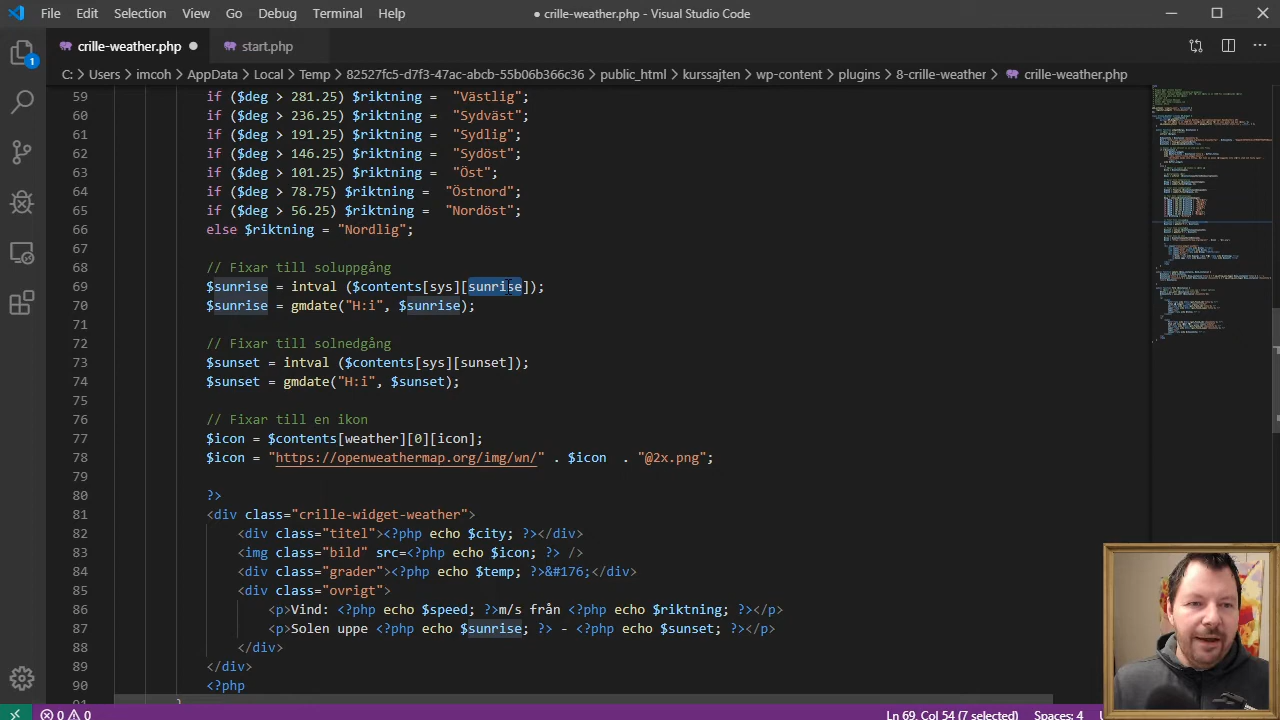 File Edit Selection View Go Debug Terminal Help
● crille-weather.php - Visual Studio Code
crille-weather.php ● start.php
C: > Users > imcoh > AppData > Local > Temp > 82527fc5-d7f3-47ac-abcb-55b06b366c36 > public_html > kurssajten > wp-content > plugins > 8-crille-weather > crille-weather.php
1
59 if ($deg > 281.25) $riktning = "Västlig";
60 if ($deg > 236.25) $riktning = "Sydväst";
61 if ($deg > 191.25) $riktning = "Sydlig";
62 if ($deg > 146.25) $riktning = "Sydost";
63 if ($deg > 101.25) $riktning = "Öst";
64 if ($deg > 78.75) $riktning = "Östnord";
65 if ($deg > 56.25) $riktning = "Nordöst";
66 else $riktning = "Nordlig";
67
68 // Fixar till soluppgång
69 $sunrise = intval ($contents[sys][sunrise]);
70 $sunrise = gmdate("H:i", $sunrise);
71
72 // Fixar till solnedgång
73 $sunset = intval ($contents[sys][sunset]);
74 $sunset = gmdate("H:i", $sunset);
75
76 // Fixar till en ikon
77 $icon = $contents[weather][0][icon];
78 $icon = "https://openweathermap.org/img/wn/" . $icon . "@2x.png";
79
80 ?>
81 <div class="crille-widget-weather">
82 <div class="titel"><?php echo $city; ?></div>
83 <img class="bild" src=<?php echo $icon; ?> />
84 <div class="grader"><?php echo $temp; ?>&#176;</div>
85 <div class="ovrigt">
86 <p>Vind: <?php echo $speed; ?>m/s från <?php echo $riktning; ?></p>
87 <p>Solen uppe <?php echo $sunrise; ?> - <?php echo $sunset; ?></p>
88 </div>
89 </div>
90 <?php
91 }
0 0 Ln 69, Col 54 (7 selected) Spaces: 4